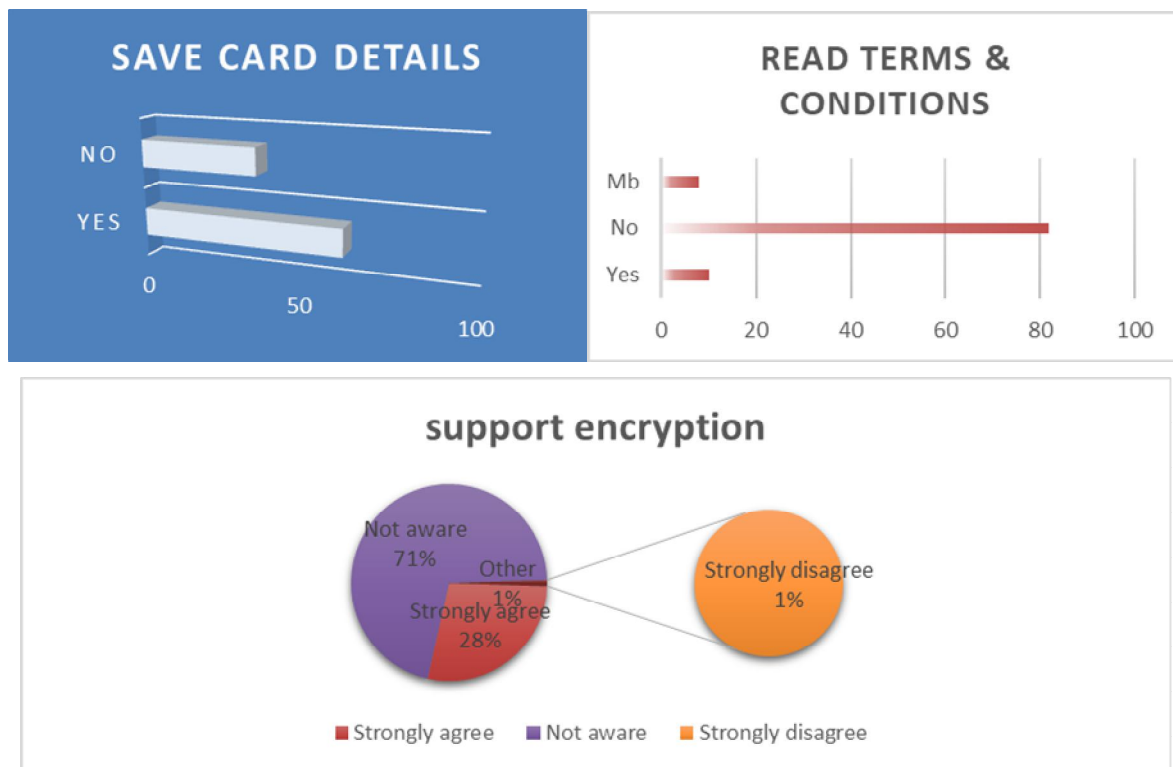 SAVE CARD DETAILS
NO
YES
0
50
100
READ TERMS &
CONDITIONS
Mb
No
Yes
0 20 40 60 80 100
support encryption
Not aware
71%
Other
1%
Strongly agree
28%
Strongly disagree
1%
Strongly agree Not aware Strongly disagree